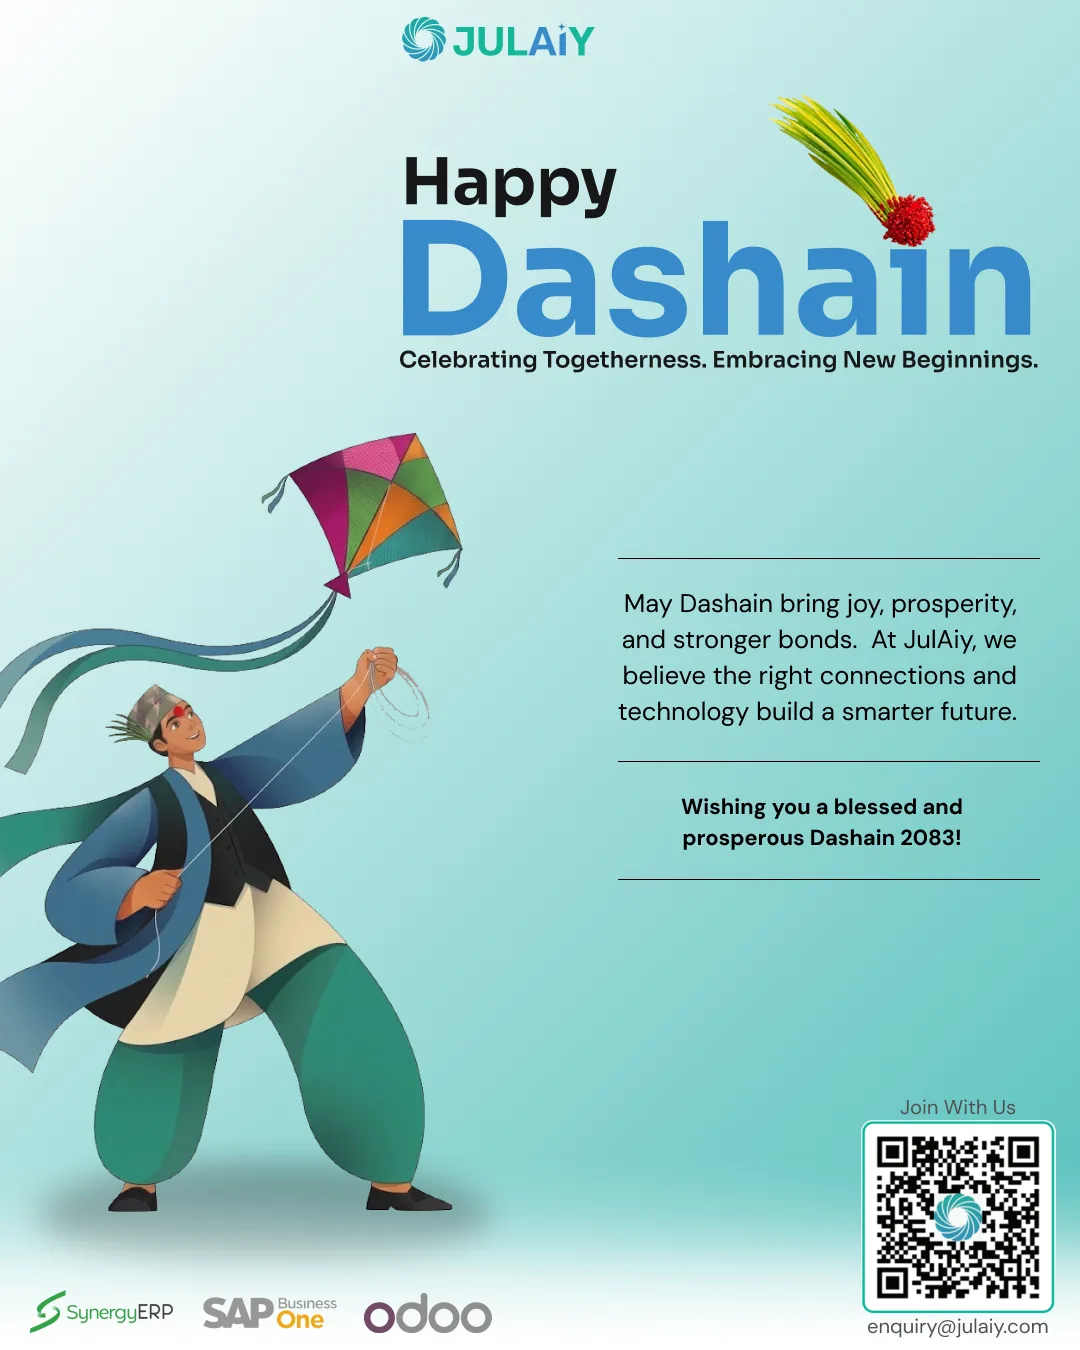 JULAiY
Happy
Dashain
Celebrating Togetherness. Embracing New Beginnings.
May Dashain bring joy, prosperity,
and stronger bonds. At JulAiy, we
believe the right connections and
technology build a smarter future.
Wishing you a blessed and
prosperous Dashain 2083!
Join With Us
enquiry@julaiy.com
SynergyERP
SAP Business One
odoo